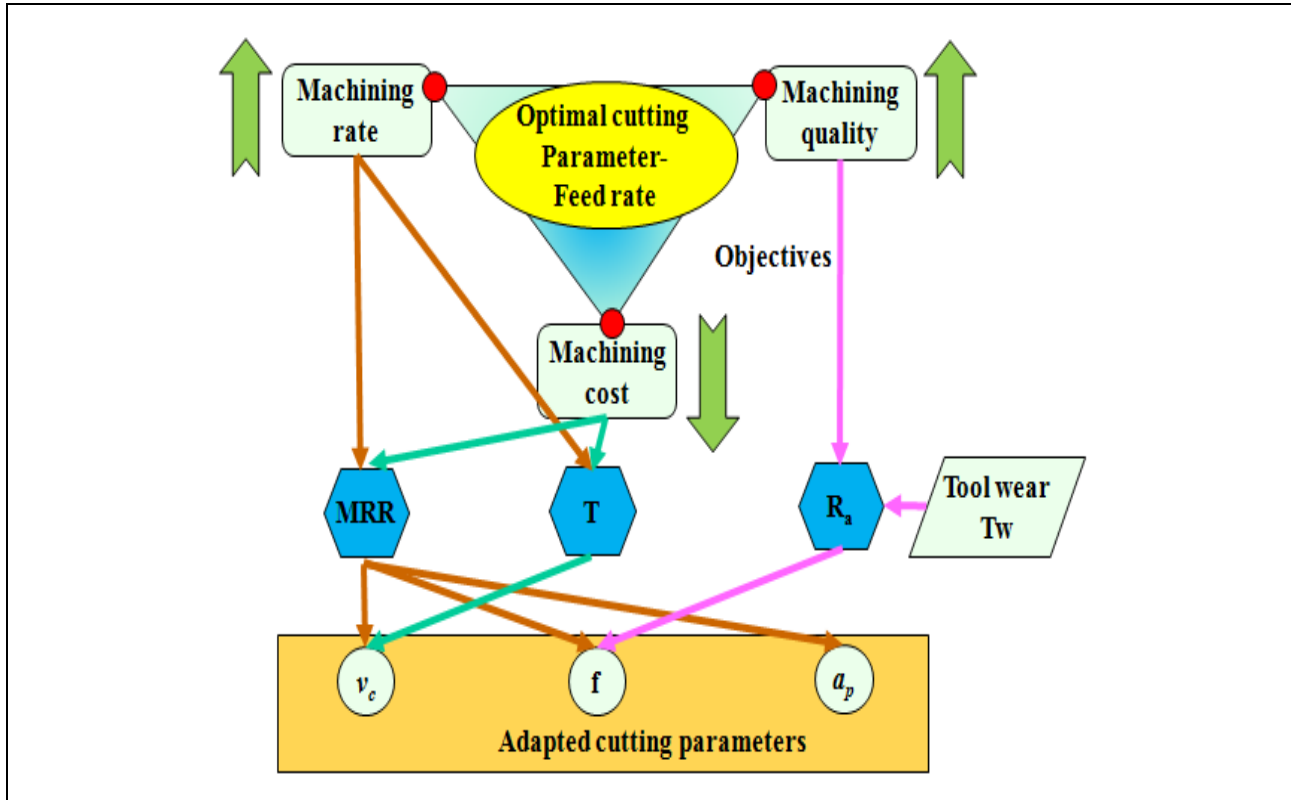 Machining
rate
Optimal cutting
Parameter-
Feed rate
Machining
quality
Objectives
Machining
cost
MRR
T
Ra
Tool wear
Tw
vc
f
ap
Adapted cutting parameters